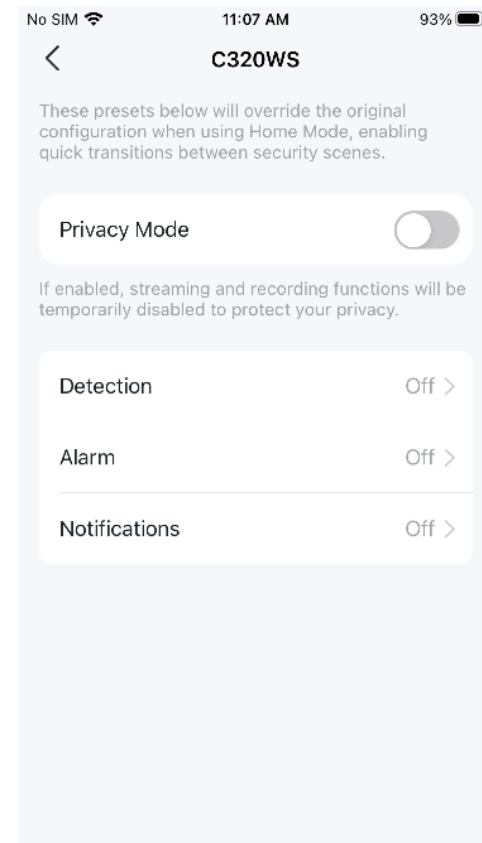 No SIM 11:07 AM 93%
C320WS
These presets below will override the original
configuration when using Home Mode, enabling
quick transitions between security scenes.
Privacy Mode
If enabled, streaming and recording functions will be
temporarily disabled to protect your privacy.
Detection Off
Alarm Off
Notifications Off